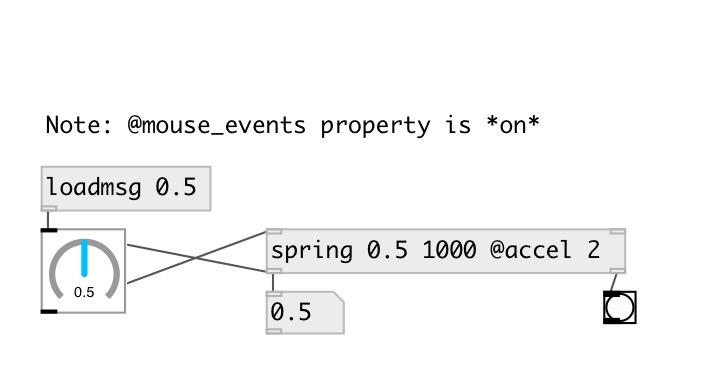 Note: @mouse_events property is *on*
loadmsg 0.5
0.5
spring 0.5 1000 @accel 2
0.5